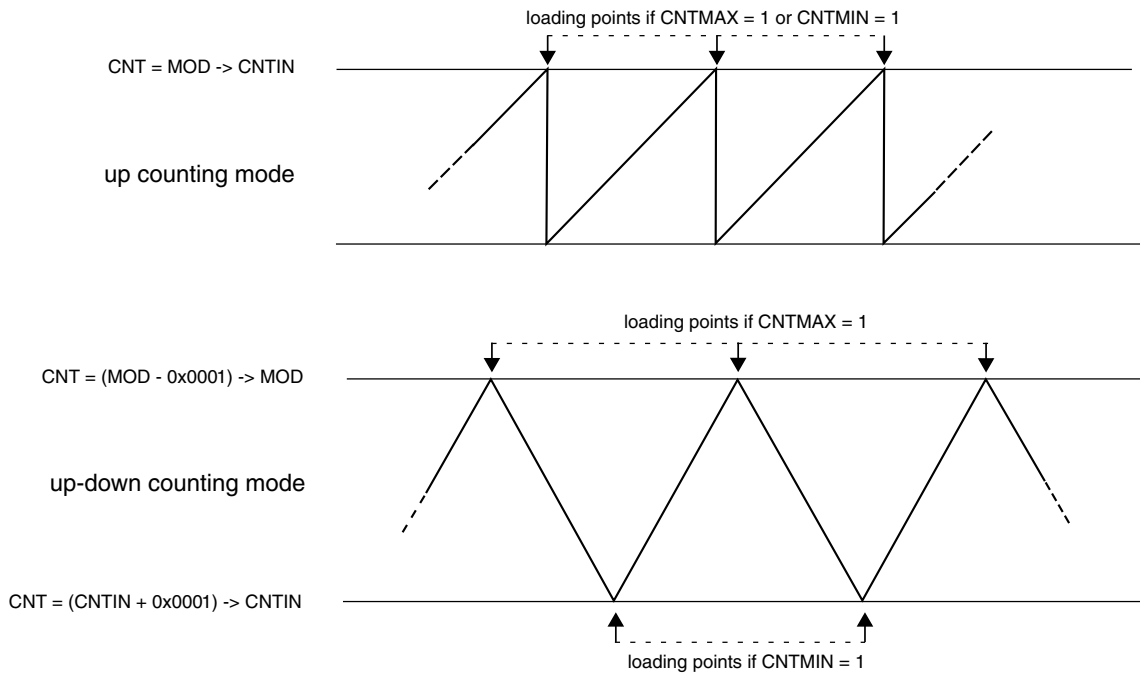 loading points if CNTMAX = 1 or CNTMIN = 1
CNT = MOD -> CNTIN
up counting mode
loading points if CNTMAX = 1
CNT = (MOD - 0x0001) -> MOD
up-down counting mode
CNT = (CNTIN + 0x0001) -> CNTIN
loading points if CNTMIN = 1